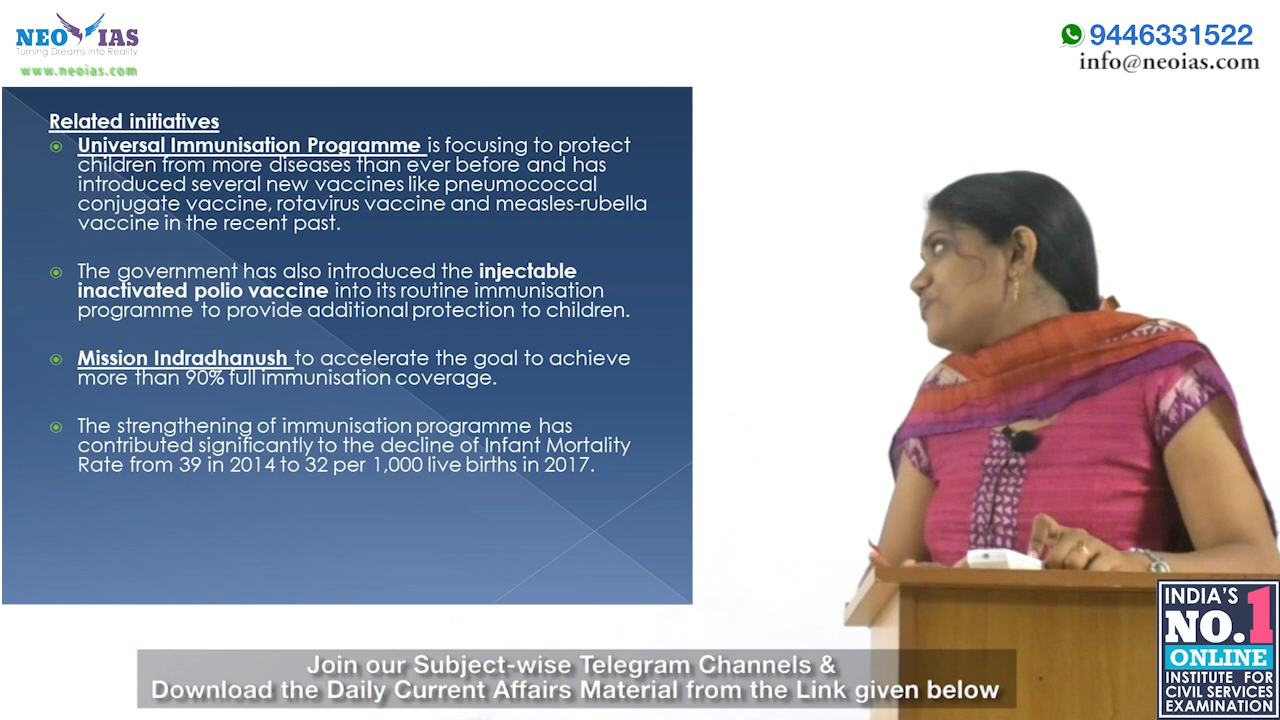 NEO IAS
Turning Dreams into Reality
www.neoias.com
9446331522
info@neoias.com
Related initiatives
Universal Immunisation Programme is focusing to protect
children from more diseases than ever before and has
introduced several new vaccines like pneumococcal
conjugate vaccine, rotavirus vaccine and measles-rubella
vaccine in the recent past.
The government has also introduced the injectable
inactivated polio vaccine into its routine immunisation
programme to provide additional protection to children.
Mission Indradhanush to accelerate the goal to achieve
more than 90% full immunisation coverage.
The strengthening of immunisation programme has
contributed significantly to the decline of Infant Mortality
Rate from 39 in 2014 to 32 per 1,000 live births in 2017.
Join our Subject-wise Telegram Channels &
Download the Daily Current Affairs Material from the Link given below
INDIA'S
NO.1
ONLINE
INSTITUTE FOR
CIVIL SERVICES
EXAMINATION